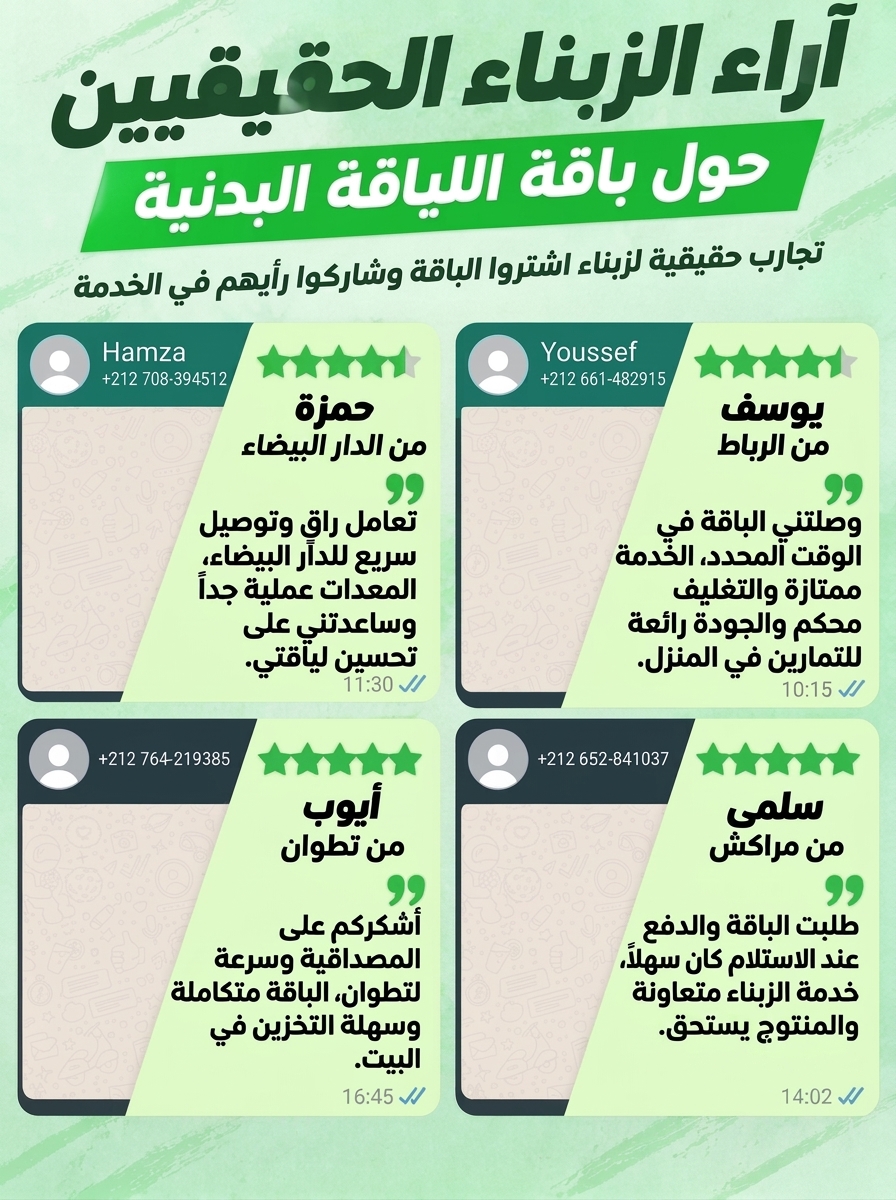 آراء الزبناء الحقيقيين
حول باقة اللياقة البدنية
تجارب حقيقية لزبناء اشتروا الباقة وشاركوا رأيهم في الخدمة
Youssef
+212 661-482915
يوسف
من الرباط
وصلتني الباقة في
الوقت المحدد، الخدمة
ممتازة والتغليف
محكم والجودة رائعة
للتمارين في المنزل.
10:15
Hamza
+212 708-394512
حمزة
من الدار البيضاء
تعامل راقٍ وتوصيل
سريع للدار البيضاء،
المعدات عملية جداً
وساعدتني على
تحسين لياقتي.
11:30
+212 652-841037
سلمى
من مراكش
طلبت الباقة والدفع
عند الاستلام كان سهلاً،
خدمة الزبناء متعاونة
والمنتوج يستحق.
14:02
+212 764-219385
أيوب
من تطوان
أشكركم على
المصداقية وسرعة
لتطوان، الباقة متكاملة
وسهلة التخزين في
البيت.
16:45